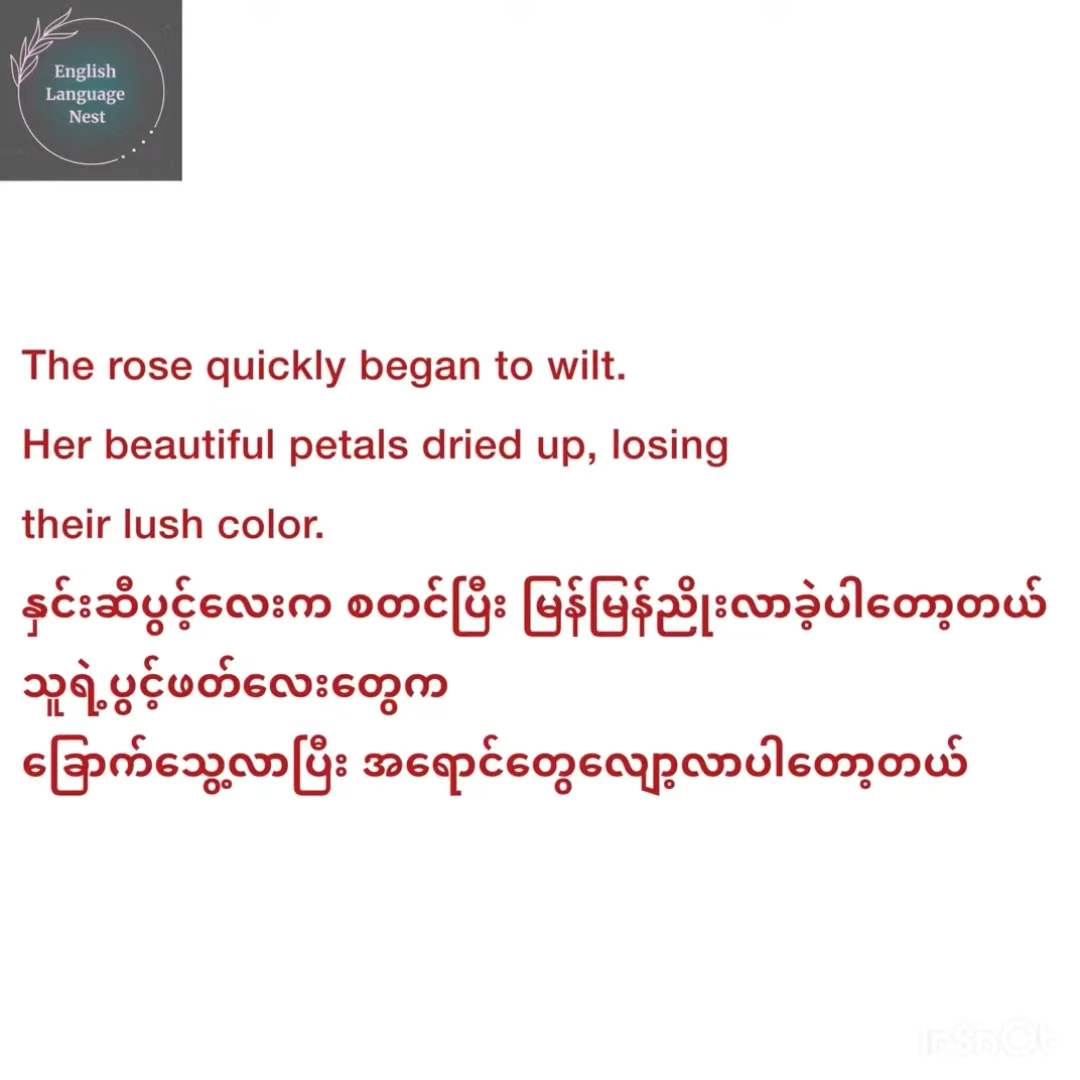 English
Language
Nest
The rose quickly began to wilt.
Her beautiful petals dried up, losing
their lush color.
နှင်းဆီပွင့်လေးက စတင်ပြီး မြန်မြန်ညှိုးလာခဲ့ပါတော့တယ်
သူရဲ့ပွင့်ဖတ်လေးတွေက
ခြောက်သွေ့လာပြီး အရောင်တွေလျော့လာပါတော့တယ်